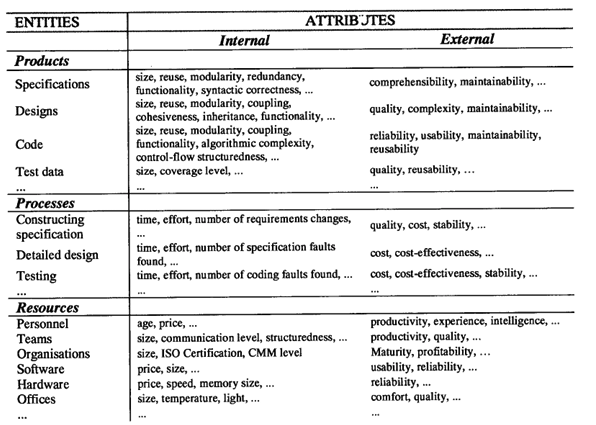 ENTITIES ATTRIBUTES
Internal External
Products
Specifications size, reuse, modularity, redundancy, functionality, syntactic correctness, ... comprehensibility, maintainability, ...
Designs size, reuse, modularity, coupling, cohesiveness, inheritance, functionality, ... quality, complexity, maintainability, ...
Code size, reuse, modularity, coupling, functionality, algorithmic complexity, control-flow structuredness, ... reliability, usability, maintainability, reusability
Test data size, coverage level, ... quality, reusability, ...
... ... ...
Processes
Constructing specification time, effort, number of requirements changes, ... quality, cost, stability, ...
Detailed design time, effort, number of specification faults found, ... cost, cost-effectiveness, ...
Testing time, effort, number of coding faults found, ... cost, cost-effectiveness, stability, ...
... ... ...
Resources
Personnel age, price, ... productivity, experience, intelligence, ...
Teams size, communication level, structuredness, ... productivity, quality, ...
Organisations size, ISO Certification, CMM level Maturity, profitability, ...
Software price, size, ... usability, reliability, ...
Hardware price, speed, memory size, ... reliability, ...
Offices size, temperature, light, ... comfort, quality, ...
... ... ...